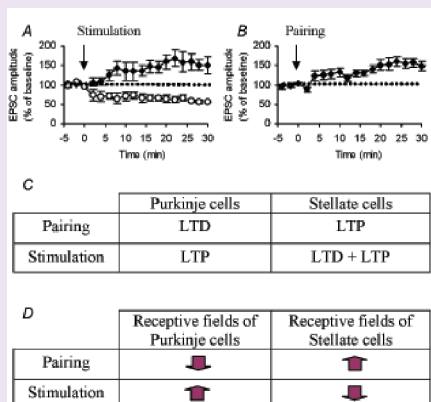 A
Stimulation
EPSC amplitude
(% of baseline)
200
150
100
50
0
-5 0 5 10 15 20 25 30
Time (min)
B
Pairing
EPSC amplitude
(% of baseline)
200
150
100
50
0
-5 0 5 10 15 20 25 30
Time (min)
C
Purkinje cells Stellate cells
Pairing LTD LTP
Stimulation LTP LTD + LTP
D
Receptive fields of Purkinje cells Receptive fields of Stellate cells
Pairing
Stimulation